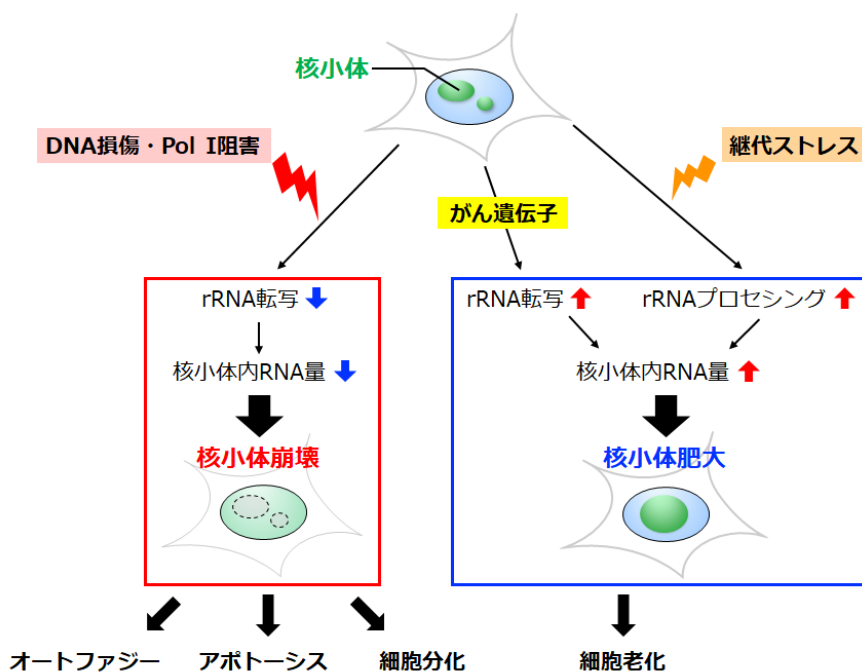 核小体
DNA損傷・Pol I阻害
継代ストレス
がん遺伝子
rRNA転写
核小体内RNA量
核小体崩壊
rRNA転写
rRNAプロセシング
核小体内RNA量
核小体肥大
オートファジー
アポトーシス
細胞分化
細胞老化